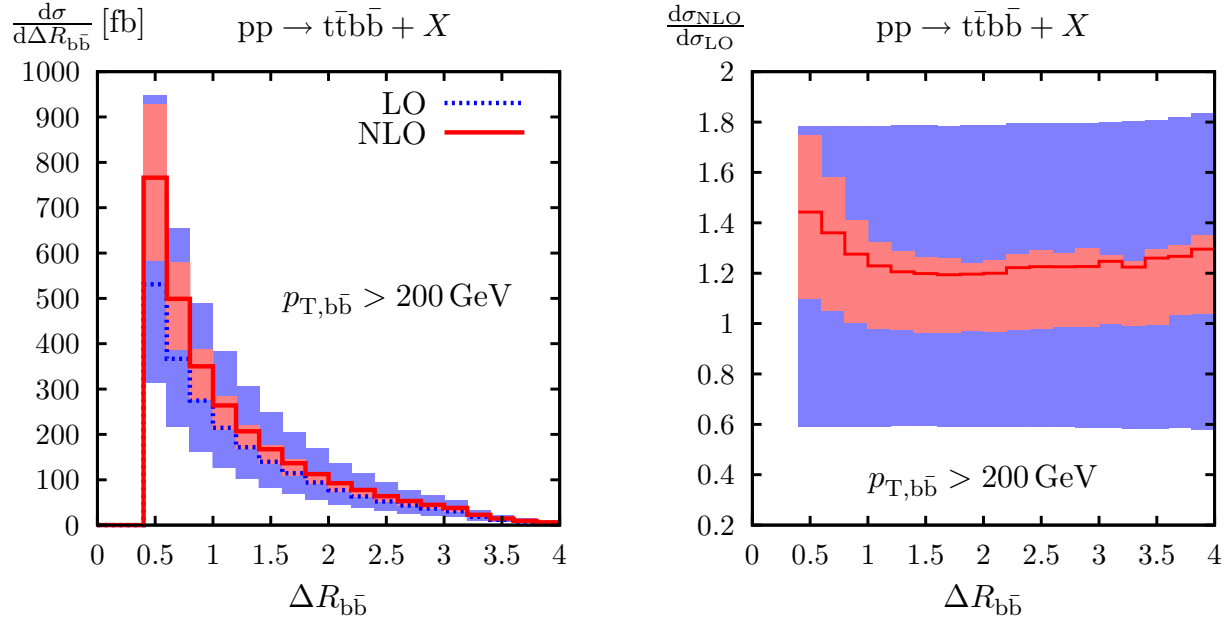 dσ/dΔR_bb̄ [fb] pp → tt̄bb̄ + X
1000
900
800
700
600
500
400
300
200
100
0
LO
NLO
p_T,bb̄ > 200 GeV
0 0.5 1 1.5 2 2.5 3 3.5 4
ΔR_bb̄
dσ_NLO/dσ_LO pp → tt̄bb̄ + X
2
1.8
1.6
1.4
1.2
1
0.8
0.6
0.4
0.2
p_T,bb̄ > 200 GeV
0 0.5 1 1.5 2 2.5 3 3.5 4
ΔR_bb̄